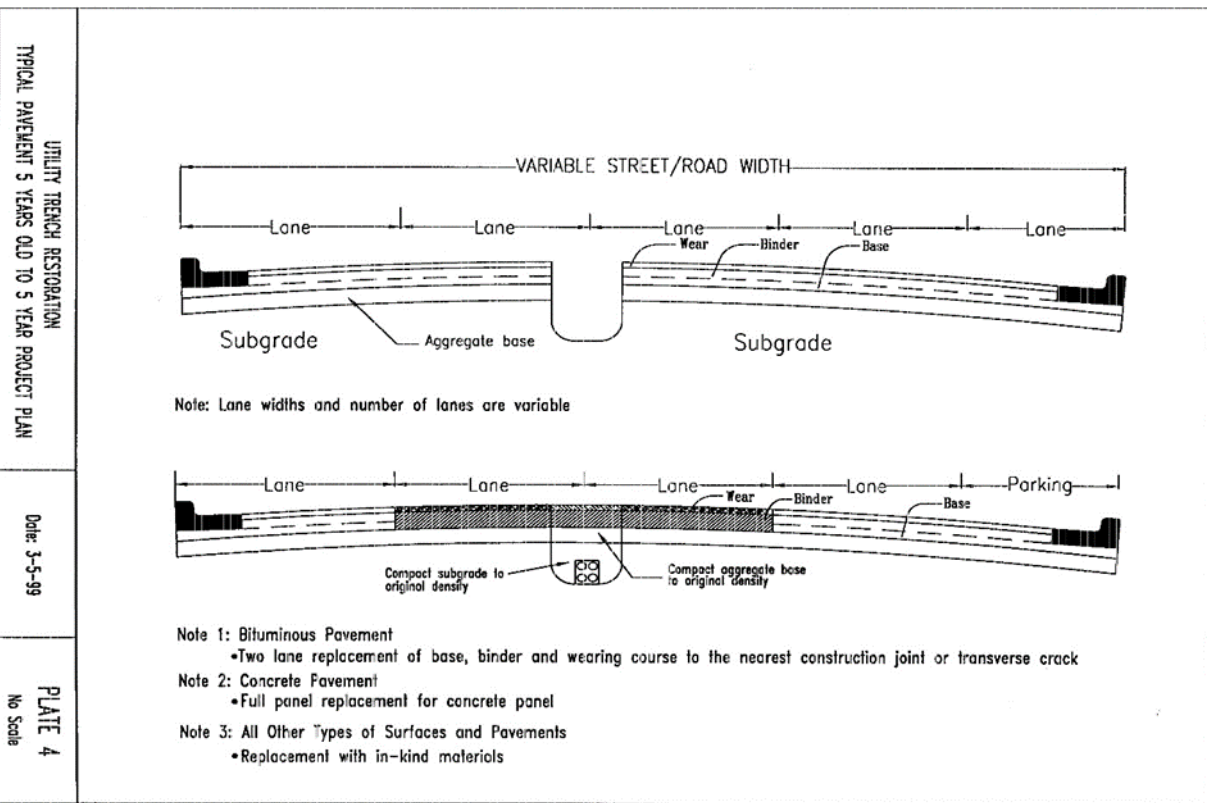 UTILITY TRENCH RESTORATION
TYPICAL PAVEMENT 5 YEARS OLD TO 5 YEAR PROJECT PLAN
Date: 3-5-99
PLATE 4
No Scale
VARIABLE STREET/ROAD WIDTH
Lane Lane Lane Lane Lane
Wear Binder Base
Subgrade Aggregate base Subgrade
Note: Lane widths and number of lanes are variable
Lane Lane Lane Lane Parking
Wear Binder Base
Compact subgrade to
original density
Compact aggregate base
to original density
Note 1: Bituminous Pavement
•Two lane replacement of base, binder and wearing course to the nearest construction joint or transverse crack
Note 2: Concrete Pavement
•Full panel replacement for concrete panel
Note 3: All Other Types of Surfaces and Pavements
•Replacement with in-kind materials